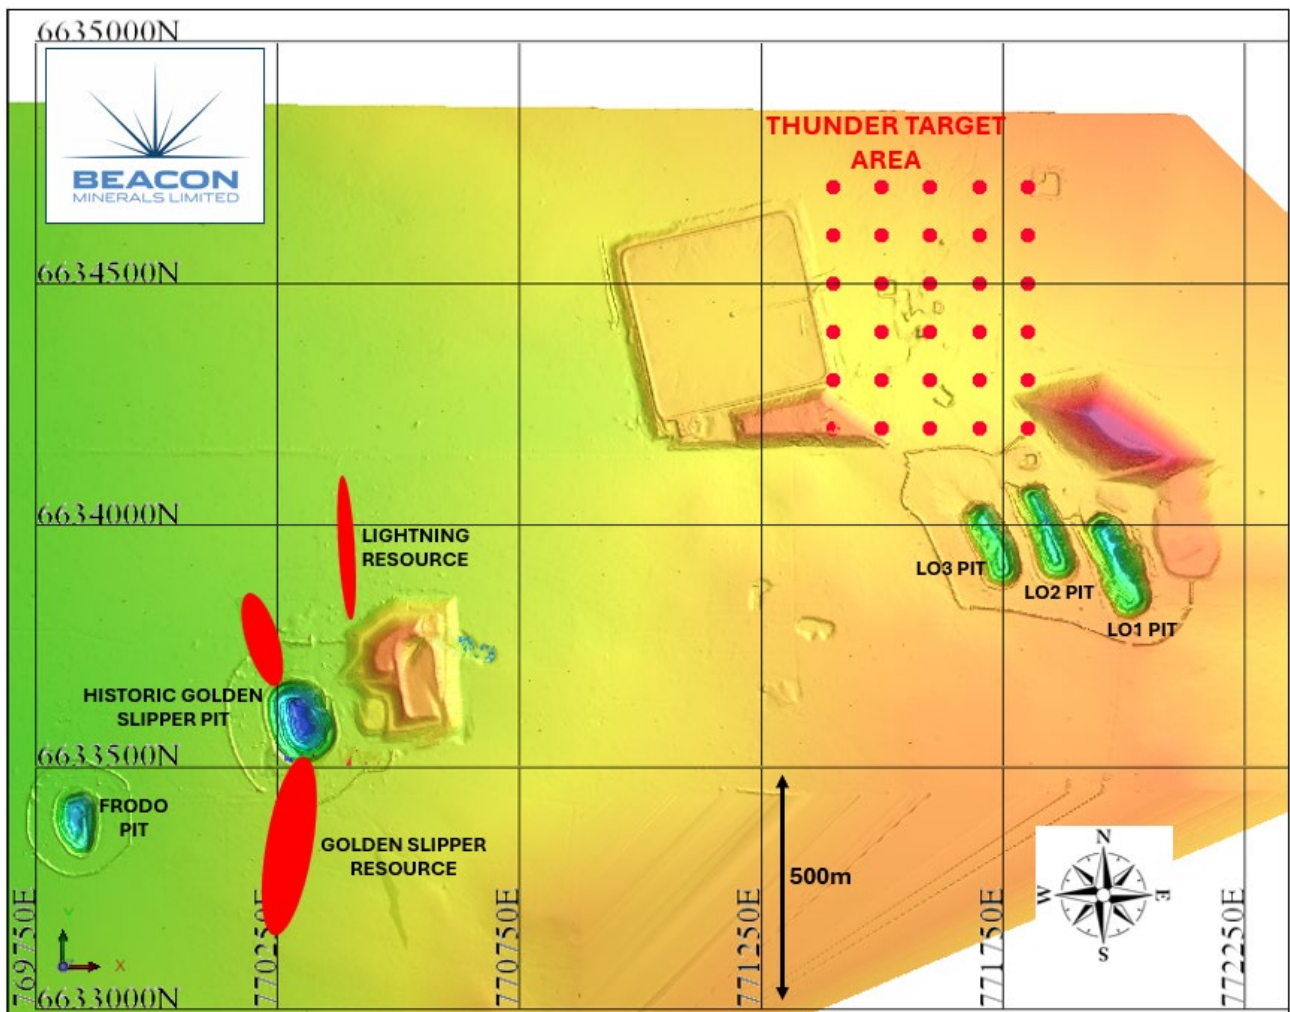 6635000N
BEACON
MINERALS LIMITED
THUNDER TARGET
AREA
6634500N
6634000N
LIGHTNING
RESOURCE
LO3 PIT
LO2 PIT
LO1 PIT
HISTORIC GOLDEN
SLIPPER PIT
6633500N
FRODO
PIT
GOLDEN SLIPPER
RESOURCE
500m
N
W
E
S
769750E
770250E
770750E
771250E
771750E
772250E
Y
X
6633000N